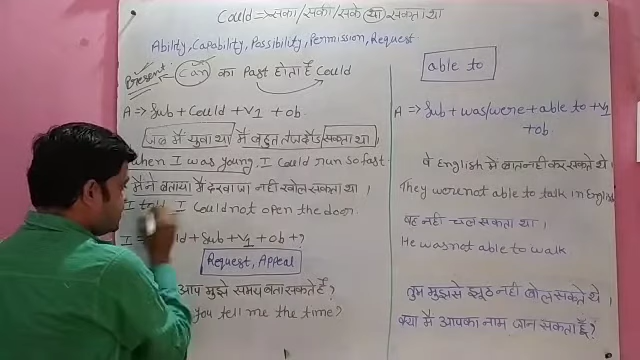 Could => सका/सकी/सके था सकता था
Ability, Capability, Possibility, Permission, Request
Present - Can का Past होता हैं Could
A => Sub + Could + V1 + ob
जब मैं युवा था मैं बहुत तेज दौड़ सकता था
when I was young, I could run so fast
मैंने बताया मैं दरवाजा नहीं खोल सकता था।
I told I could not open the door
I => + Sub + V1 + ob + ?
Request, Appeal
आप मुझे समय बता सकते हैं?
you tell me the time?
able to
A => Sub + was/were + able to + V1
+ ob
वे English में बात नहीं कर सकते थे
They were not able to talk in English
वह नहीं चल सकता था।
He was not able to walk
तुम मुझसे झूठ नहीं बोल सकते थे
क्या मैं आपका नाम जान सकता हूँ?